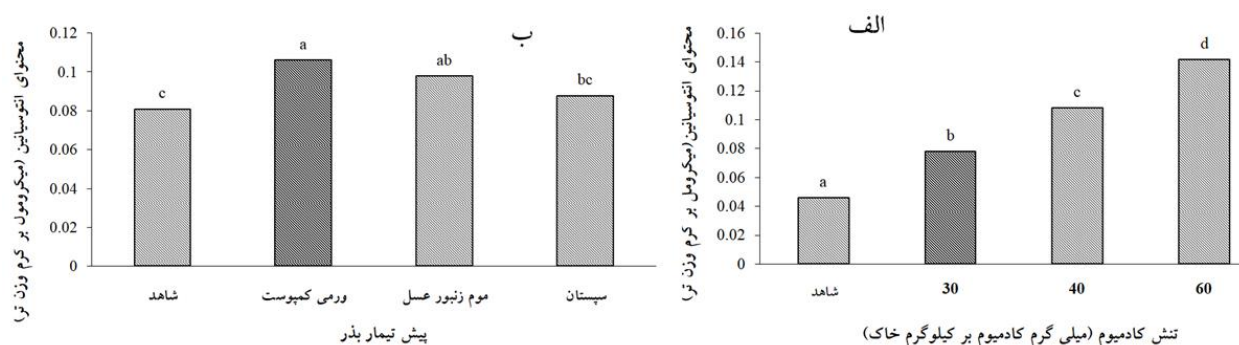 الف
محتوای انتوسیانین(میکرومل بر کرم وزن تر)
0.16
0.14
0.12
0.1
0.08
0.06
0.04
0.02
0
a
b
c
d
شاهد
30
40
60
تنش کادمیوم (میلی گرم کادمیوم بر کیلوگرم خاک)
ب
محتوای انتوسیانین (میکرومول بر کرم وزن تر)
0.12
0.1
0.08
0.06
0.04
0.02
0
c
a
ab
bc
شاهد
ورمی کمپوست
موم زنبور عسل
سپستان
پیش تیمار بذر